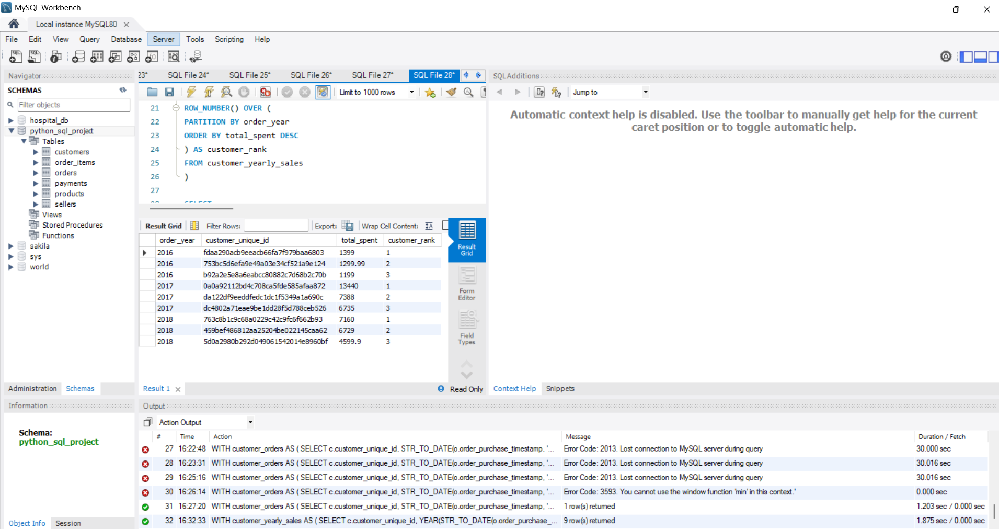 MySQL Workbench
Local instance MySQL80
File Edit View Query Database Server Tools Scripting Help
Navigator
SCHEMAS
Filter objects
hospital_db
python_sql_project
Tables
customers
order_items
orders
payments
products
sellers
Views
Stored Procedures
Functions
sakila
sys
world
Administration Schemas
Information
Schema:
python_sql_project
Object Info Session
23* SQL File 24* SQL File 25* SQL File 26* SQL File 27* SQL File 28*
Limit to 1000 rows
21 ROW_NUMBER() OVER (
22 PARTITION BY order_year
23 ORDER BY total_spent DESC
24 ) AS customer_rank
25 FROM customer_yearly_sales
26 )
27
28 SELECT
Result Grid Filter Rows: Export: Wrap Cell Content:
order_year customer_unique_id total_spent customer_rank
2016 fdaa290acb9eeacb66fa7f979baa6803 1399 1
2016 753bc5d6efa9e49a03e34cf521a9e124 1299.99 2
2016 b92a2e5e8a6eabcc80882c7d68b2c70b 1199 3
2017 0a0a92112bd4c708ca5fde585afaa872 13440 1
2017 da122df9eeddfedc1dc1f5349a1a690c 7388 2
2017 dc4802a71eae9be1dd28f5d788ceb526 6735 3
2018 763c8b1c9c68a0229c42c9fc6f662b93 7160 1
2018 459bef486812aa25204be022145caa62 6729 2
2018 5d0a2980b292d049061542014e8960bf 4599.9 3
Result
Grid
Form
Editor
Field
Types
Result 1 Read Only
SQLAdditions
Jump to
Automatic context help is disabled. Use the toolbar to manually get help for the current
caret position or to toggle automatic help.
Context Help Snippets
Output
Action Output
# Time Action Message Duration / Fetch
27 16:22:48 WITH customer_orders AS ( SELECT c.customer_unique_id, STR_TO_DATE(o.order_purchase_timestamp, '... Error Code: 2013. Lost connection to MySQL server during query 30.000 sec
28 16:23:31 WITH customer_orders AS ( SELECT c.customer_unique_id, STR_TO_DATE(o.order_purchase_timestamp, '... Error Code: 2013. Lost connection to MySQL server during query 30.016 sec
29 16:25:16 WITH customer_orders AS ( SELECT c.customer_unique_id, STR_TO_DATE(o.order_purchase_timestamp, '... Error Code: 2013. Lost connection to MySQL server during query 30.016 sec
30 16:26:14 WITH customer_orders AS ( SELECT c.customer_unique_id, STR_TO_DATE(o.order_purchase_timestamp, '... Error Code: 3593. You cannot use the window function 'min' in this context.' 0.000 sec
31 16:27:20 WITH customer_orders AS ( SELECT c.customer_unique_id, STR_TO_DATE(o.order_purchase_timestamp, '... 1 row(s) returned 1.203 sec / 0.000 sec
32 16:32:33 WITH customer_yearly_sales AS ( SELECT c.customer_unique_id, YEAR(STR_TO_DATE(o.order_purchase_... 9 row(s) returned 1.875 sec / 0.000 sec